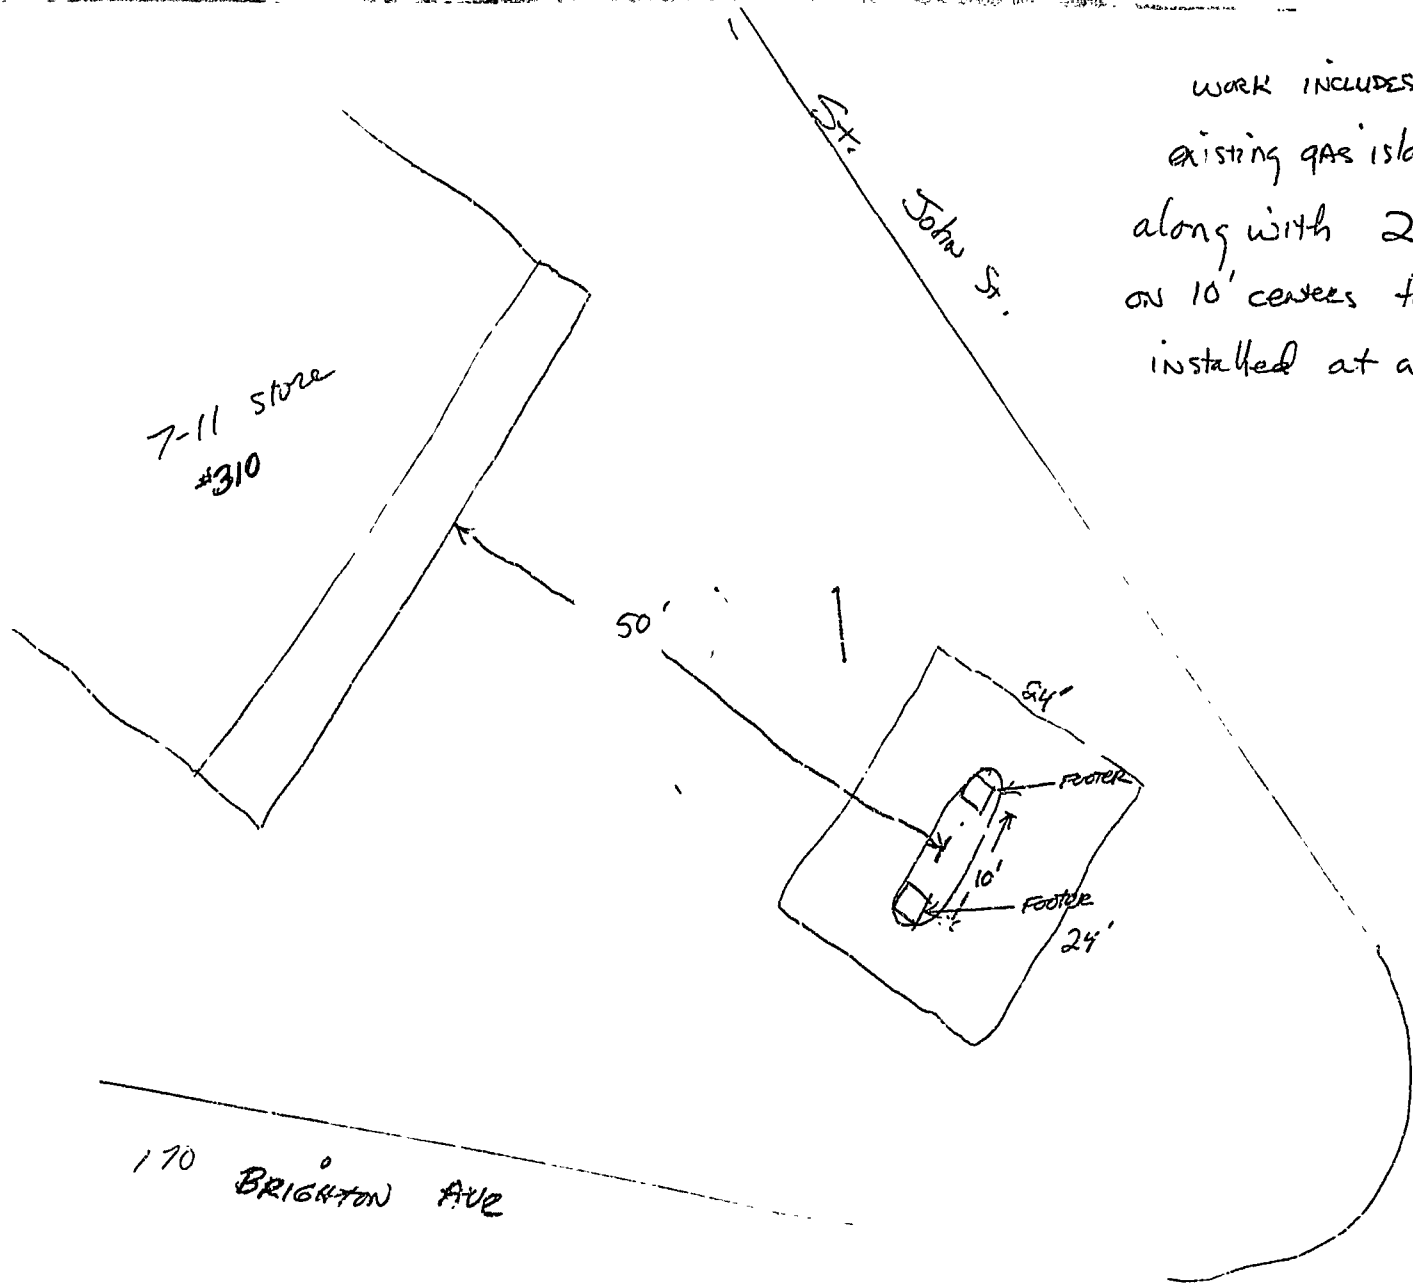 WORK INCLUDES
existing gas
along with 2
ON 10' centers
installed at a
St.
John St.
7-11 store
#310
50'
24'
FOOTER
10'
FOOTER
24'
170 BRIGHTON AVE